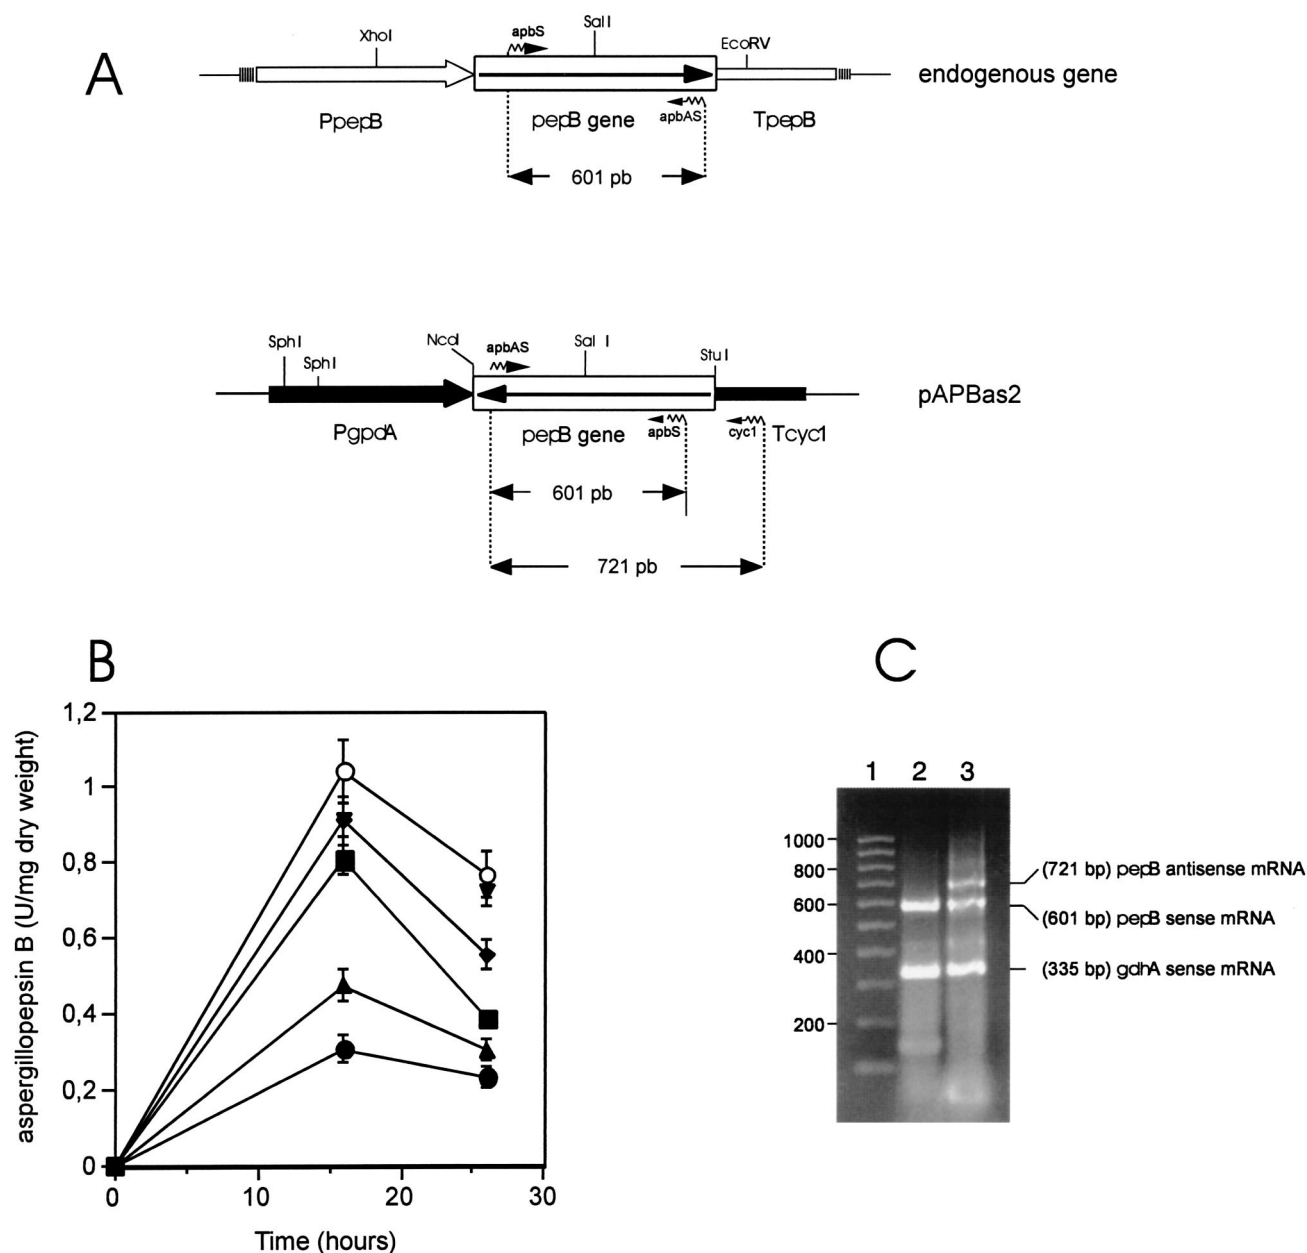 A
XhoI
apbS
Sal I
EcoRV
endogenous gene
PpepB
pepB gene
apbAS
TpepB
601 pb
SphI
SphI
NcoI
apbAS
Sal I
Stu I
pAPBas2
PgpdA
pepB gene
apbS
cyc1
Tcyc1
601 pb
721 pb
B
aspergillopepsin B (U/mg dry weight)
1,2
1
0,8
0,6
0,4
0,2
0
0
10
20
30
Time (hours)
C
1
2
3
1000
800
600
400
200
(721 bp) pepB antisense mRNA
(601 bp) pepB sense mRNA
(335 bp) gdhA sense mRNA